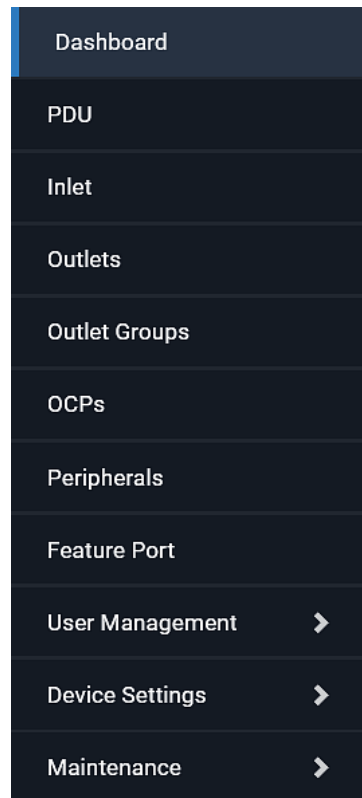 Dashboard
PDU
Inlet
Outlets
Outlet Groups
OCPs
Peripherals
Feature Port
User Management
Device Settings
Maintenance